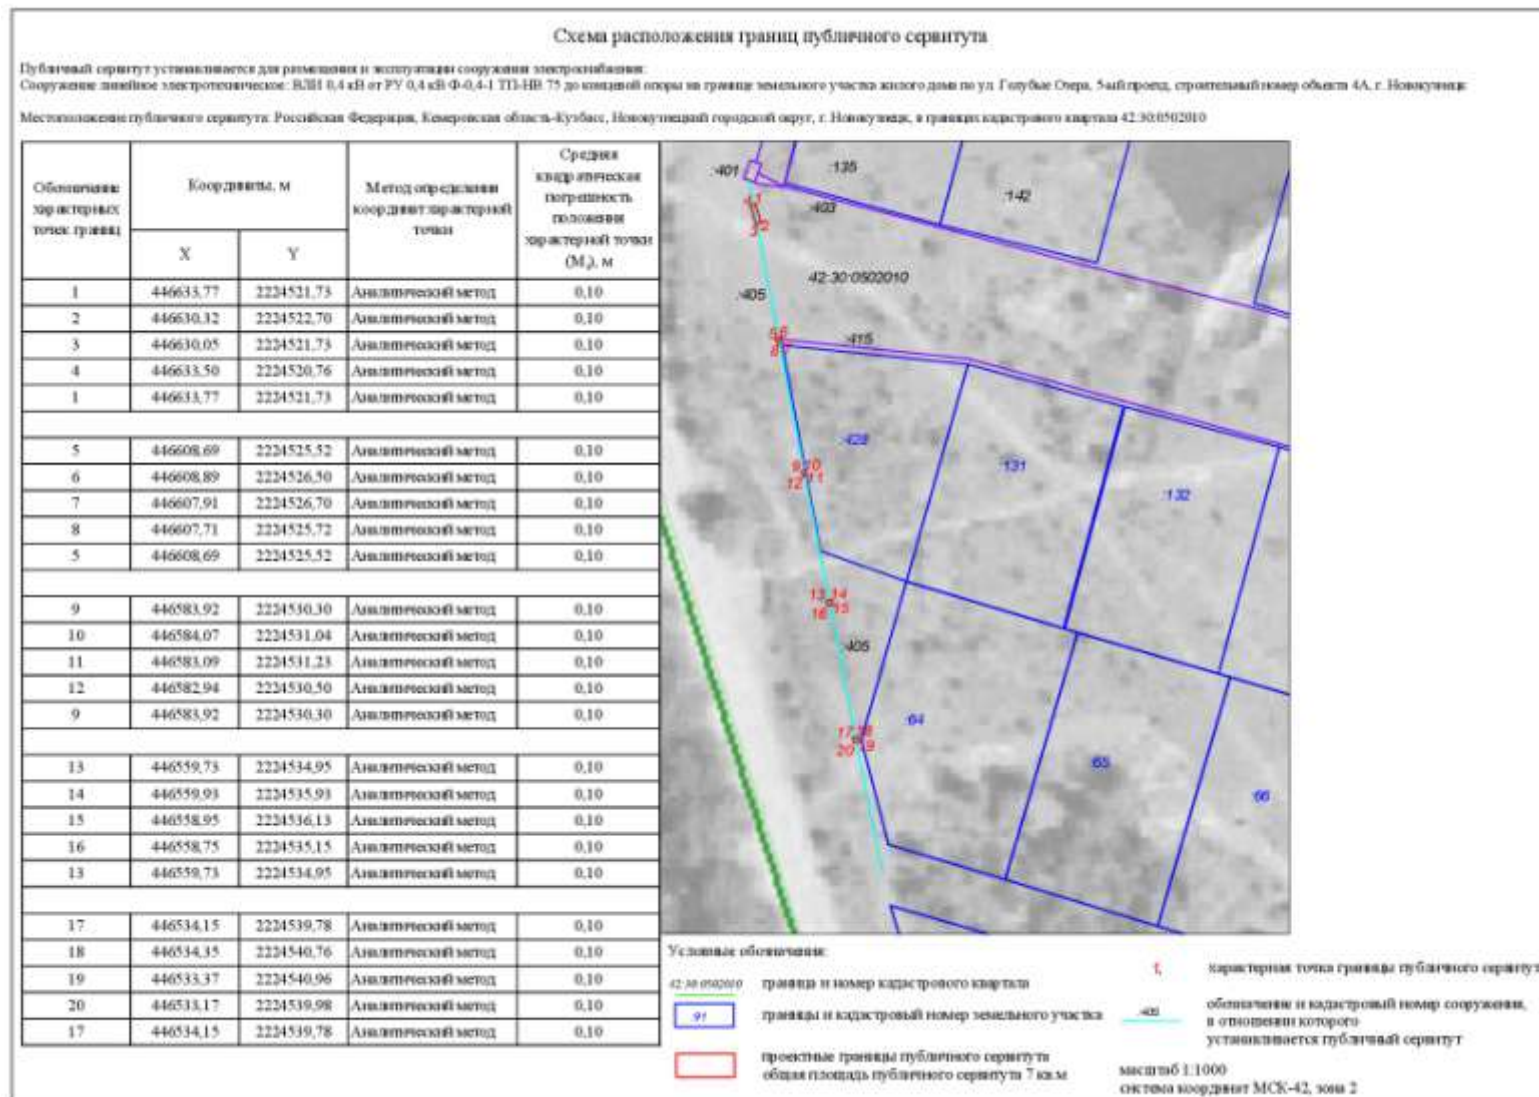 Схема расположения границ публичного сервитута
Публичный сервитут устанавливается для размещения и эксплуатации сооружения электроснабжения:
Сооружение линейное электротехническое: ВЛИ 0,4 кВ от РУ 0,4 кВ Ф-0,4-1 ТП-НВ 75 до концевой опоры на границе земельного участка жилого дома по ул. Голубые Озера, 5-ый проезд, строительный номер объекта 4А, г. Новокузнецк
Местоположение публичного сервитута: Российская Федерация, Кемеровская область-Кузбасс, Новокузнецкий городской округ, г. Новокузнецк, в границах кадастрового квартала 42:30:0502010
Обозначение характерных точек границ
Координаты, м
X
Y
Метод определения координат характерной точки
Средняя квадратическая погрешность положения характерной точки (Mt), м
1 446633,77 2224521,73 Аналитический метод 0,10
2 446630,32 2224522,70 Аналитический метод 0,10
3 446630,05 2224521,73 Аналитический метод 0,10
4 446633,50 2224520,76 Аналитический метод 0,10
1 446633,77 2224521,73 Аналитический метод 0,10
5 446608,69 2224525,52 Аналитический метод 0,10
6 446608,89 2224526,50 Аналитический метод 0,10
7 446607,91 2224526,70 Аналитический метод 0,10
8 446607,71 2224525,72 Аналитический метод 0,10
5 446608,69 2224525,52 Аналитический метод 0,10
9 446583,92 2224530,30 Аналитический метод 0,10
10 446584,07 2224531,04 Аналитический метод 0,10
11 446583,09 2224531,23 Аналитический метод 0,10
12 446582,94 2224530,50 Аналитический метод 0,10
9 446583,92 2224530,30 Аналитический метод 0,10
13 446559,73 2224534,95 Аналитический метод 0,10
14 446559,93 2224535,93 Аналитический метод 0,10
15 446558,95 2224536,13 Аналитический метод 0,10
16 446558,75 2224535,15 Аналитический метод 0,10
13 446559,73 2224534,95 Аналитический метод 0,10
17 446534,15 2224539,78 Аналитический метод 0,10
18 446534,35 2224540,76 Аналитический метод 0,10
19 446533,37 2224540,96 Аналитический метод 0,10
20 446533,17 2224539,98 Аналитический метод 0,10
17 446534,15 2224539,78 Аналитический метод 0,10
:401
:135
:142
:403
42:30:0502010
:405
:415
:428
:131
:132
9 10
12 11
13 14
16 15
:405
:64
17 18
20 19
:65
:66
Условные обозначения:
42:30:0502010 граница и номер кадастрового квартала
:91 границы и кадастровый номер земельного участка
проектные границы публичного сервитута
общая площадь публичного сервитута 7 кв.м
1, характерная точка границы публичного сервитута
:405 обозначение и кадастровый номер сооружения,
в отношении которого
устанавливается публичный сервитут
масштаб 1:1000
система координат МСК-42, зона 2